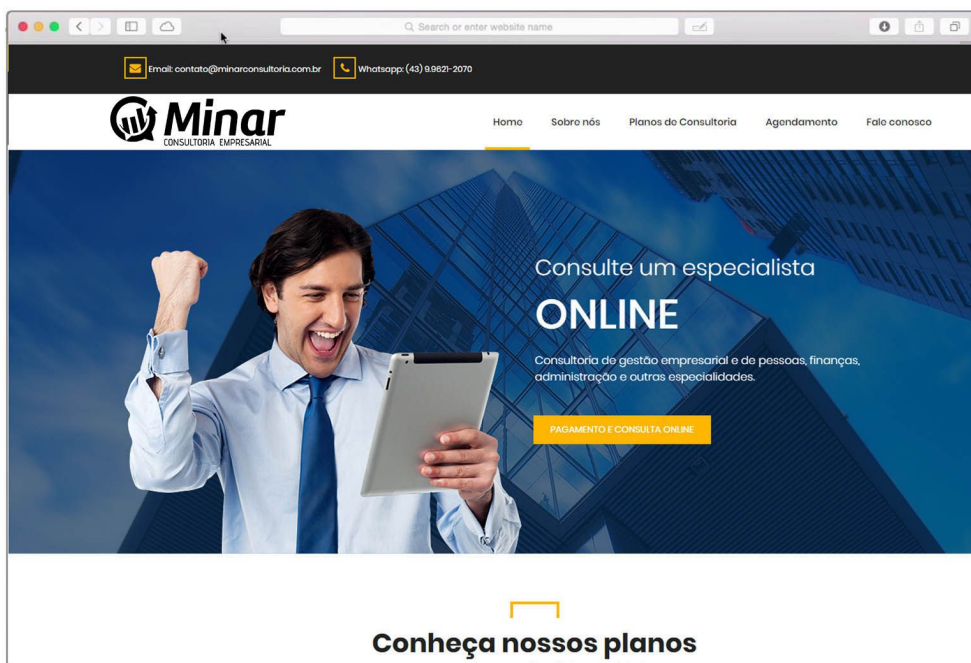 Search or enter website name
Email: contato@minarconsultoria.com.br Whatsapp: (43) 9.9621-2070
Minar
CONSULTORIA EMPRESARIAL
Home Sobre nós Planos de Consultoria Agendamento Fale conosco
Consulte um especialista
ONLINE
Consultoria de gestão empresarial e de pessoas, finanças,
administração e outras especialidades.
PAGAMENTO E CONSULTA ONLINE
Conheça nossos planos